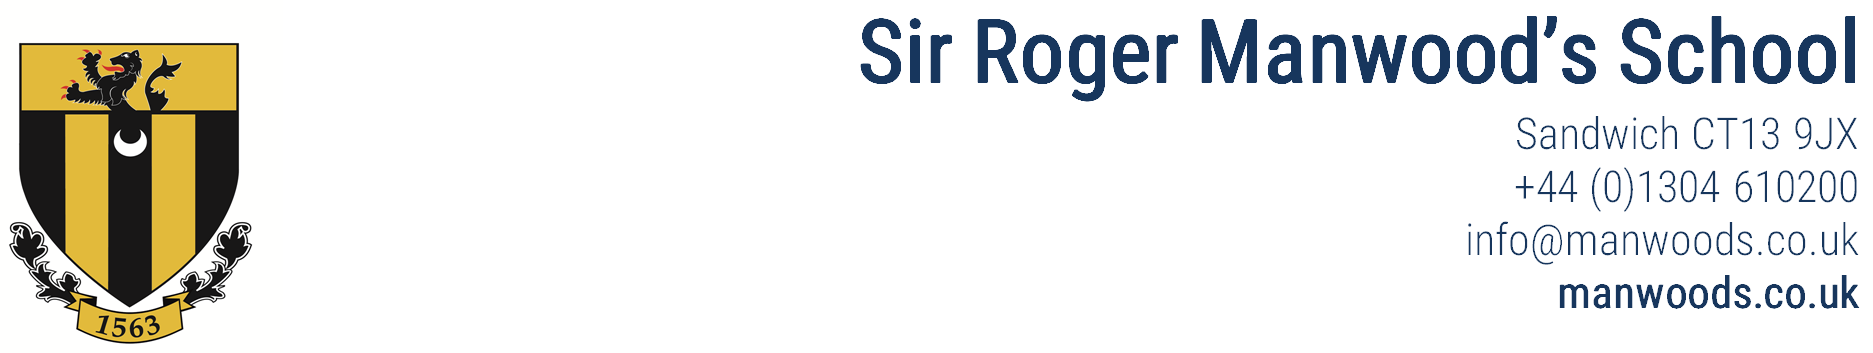 Sir Roger Manwood’s School
Sandwich CT13 9JX
+44 (0)1304 610200
info@manwoods.co.uk
manwoods.co.uk
1563